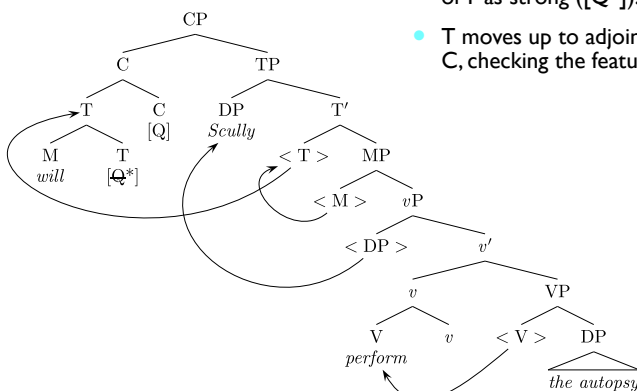 of T as strong ([Q*]).
T moves up to adjoin
C, checking the featu
CP
C TP
T C DP T′
[Q] Scully
M T < T > MP
will [Q*]
< M > vP
< DP > v′
v VP
V v < V > DP
perform
the autopsy